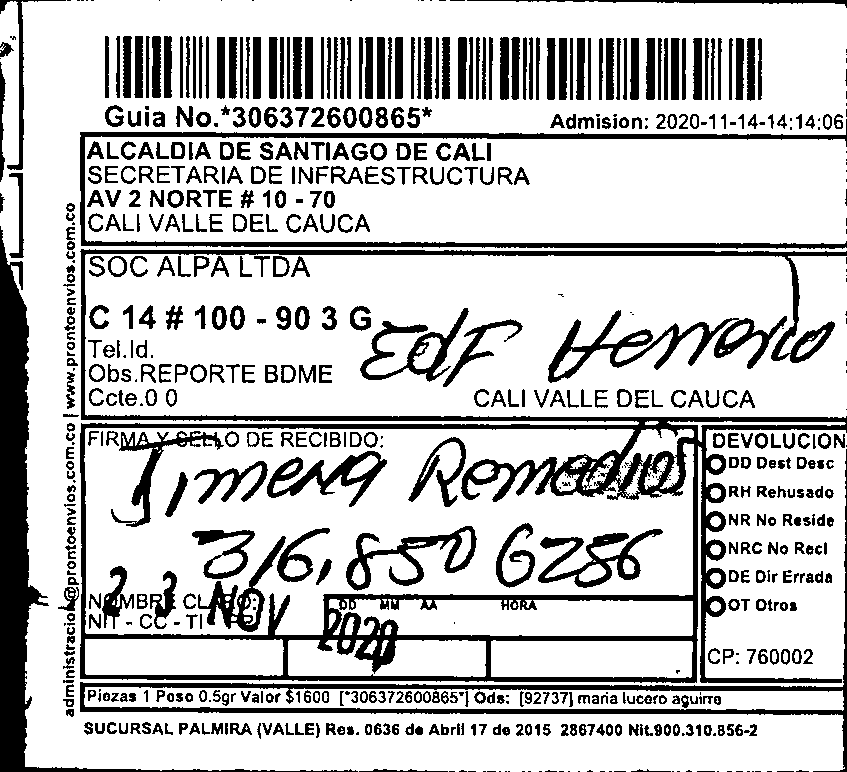 Guia No.*306372600865*
Admision: 2020-11-14-14:14:06
ALCALDIA DE SANTIAGO DE CALI
SECRETARIA DE INFRAESTRUCTURA
AV 2 NORTE # 10 - 70
CALI VALLE DEL CAUCA
SOC ALPA LTDA
C 14 # 100 - 90 3 G
Edf Herrerio
Tel.Id.
Obs.REPORTE BDME
Ccte.0 0
CALI VALLE DEL CAUCA
FIRMA Y SELLO DE RECIBIDO:
Jimena Remedios
316,850 6286
23 NOV 2020
NOMBRE CLARO:
NIT - CC - TI -
DD MM AA HORA
DEVOLUCION
DD Dest Desc
RH Rehusado
NR No Reside
NRC No Recl
DE Dir Errada
OT Otros
CP: 760002
Piezas 1 Peso 0.5gr Valor $1600 [*306372600865*] Ods: [92737] maria lucero aguirre
SUCURSAL PALMIRA (VALLE) Res. 0636 de Abril 17 de 2015 2867400 Nit.900.310.856-2
administracion@prontoenvios.com.co | www.prontoenvios.com.co